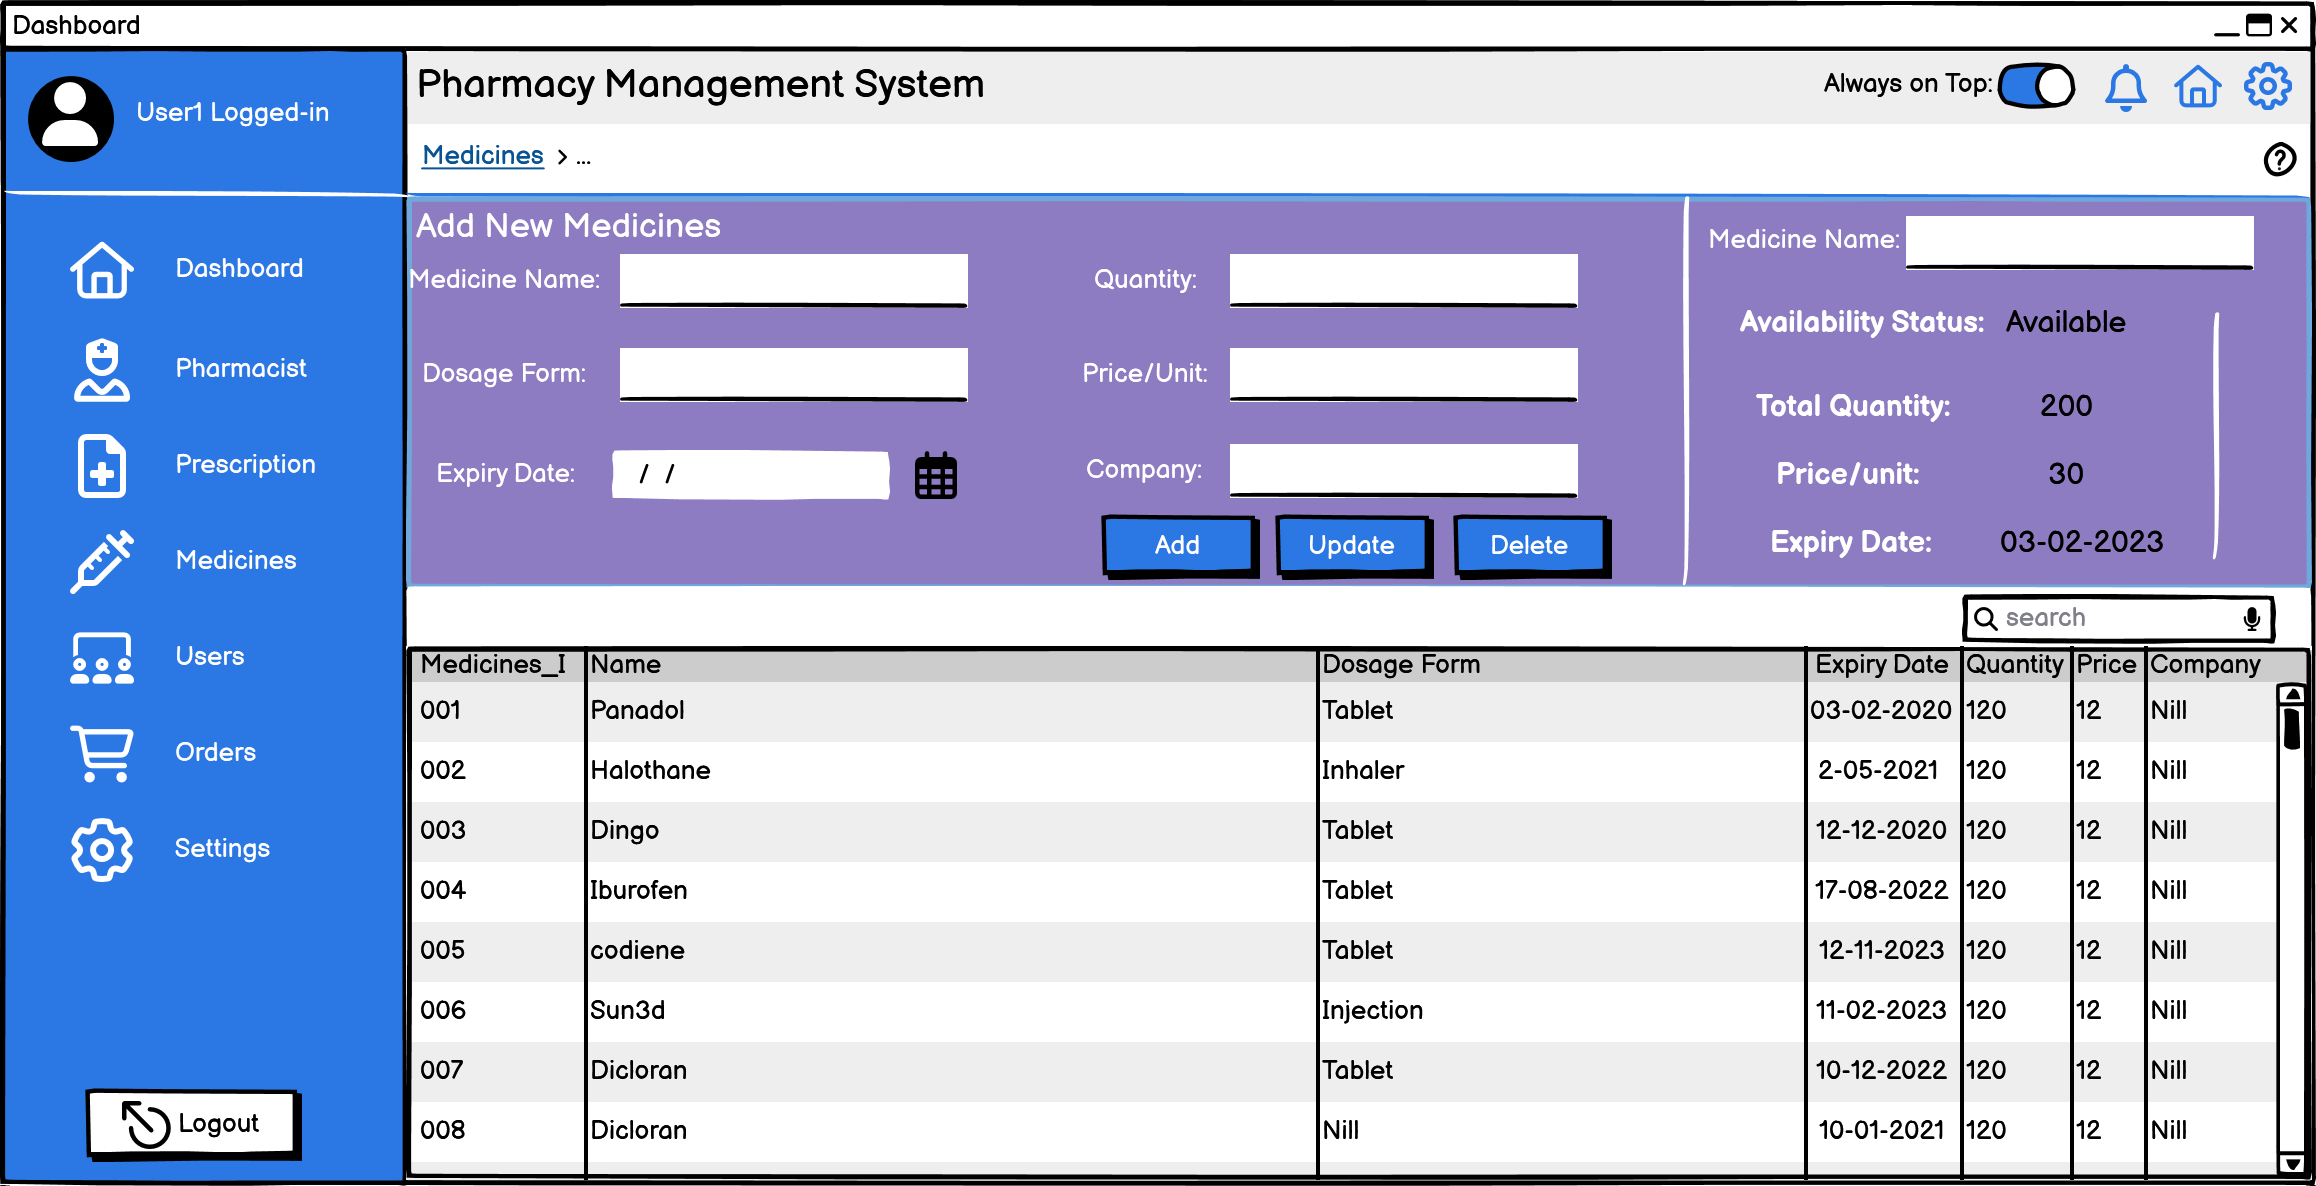 Dashboard
User1 Logged-in
Dashboard
Pharmacist
Prescription
Medicines
Users
Orders
Settings
Logout
Pharmacy Management System
Always on Top:
Medicines > ...
?
Add New Medicines
Medicine Name:
Quantity:
Dosage Form:
Price/Unit:
Expiry Date: / /
Company:
Add Update Delete
Medicine Name:
Availability Status: Available
Total Quantity: 200
Price/unit: 30
Expiry Date: 03-02-2023
search
Medicines_I Name Dosage Form Expiry Date Quantity Price Company
001 Panadol Tablet 03-02-2020 120 12 Nill
002 Halothane Inhaler 2-05-2021 120 12 Nill
003 Dingo Tablet 12-12-2020 120 12 Nill
004 Iburofen Tablet 17-08-2022 120 12 Nill
005 codiene Tablet 12-11-2023 120 12 Nill
006 Sun3d Injection 11-02-2023 120 12 Nill
007 Dicloran Tablet 10-12-2022 120 12 Nill
008 Dicloran Nill 10-01-2021 120 12 Nill